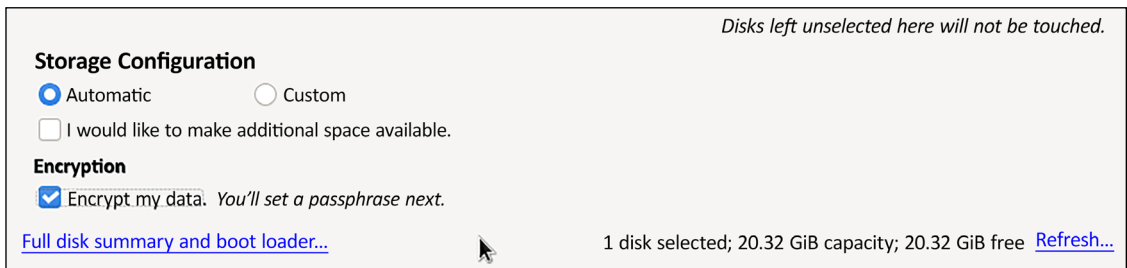 Disks left unselected here will not be touched.
Storage Configuration
Automatic Custom
I would like to make additional space available.
Encryption
Encrypt my data. You'll set a passphrase next.
Full disk summary and boot loader... 1 disk selected; 20.32 GiB capacity; 20.32 GiB free Refresh...